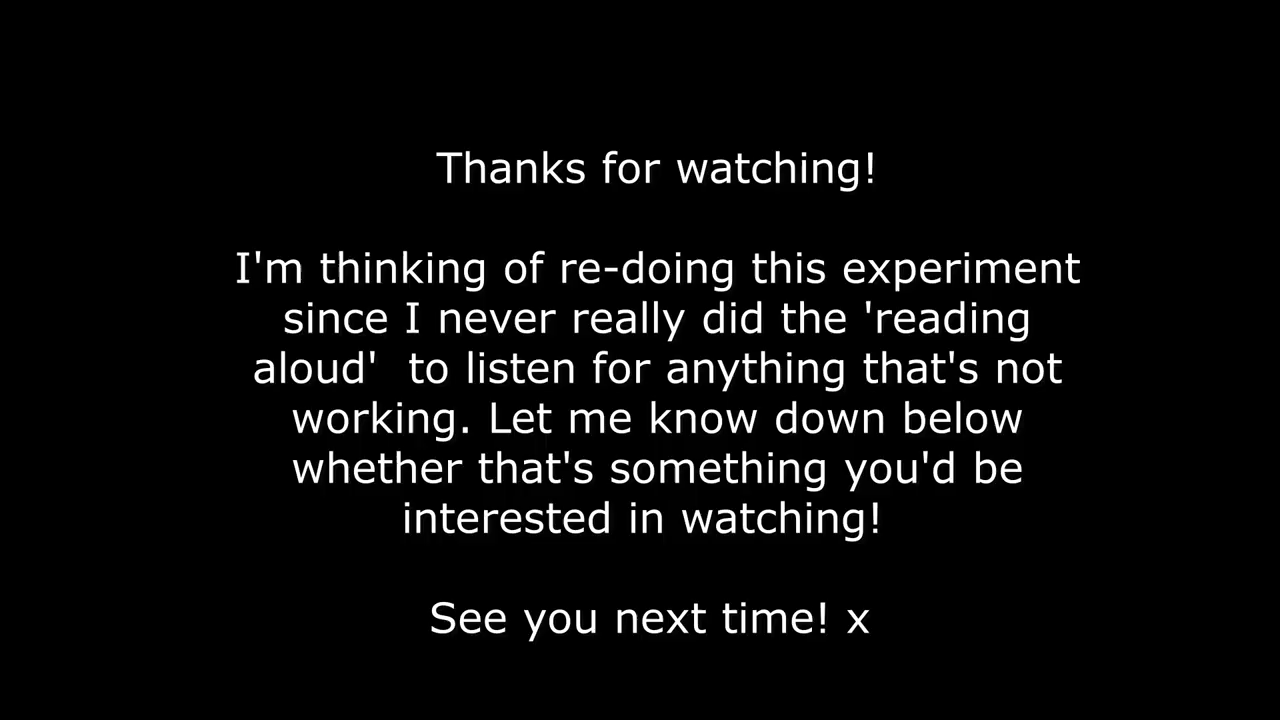 Thanks for watching!
I'm thinking of re-doing this experiment
since I never really did the 'reading
aloud'  to listen for anything that's not
working. Let me know down below
whether that's something you'd be
interested in watching!
See you next time! x